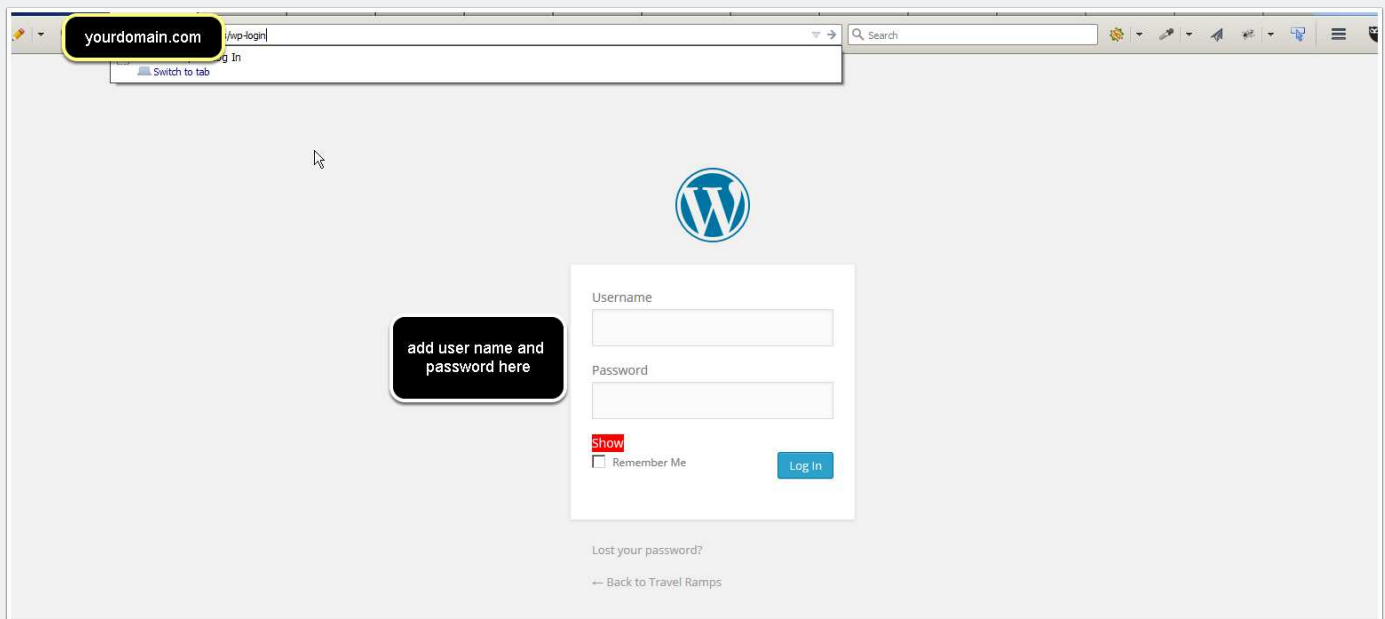 yourdomain.com
/wp-login
Search
og In
Switch to tab
Username
add user name and
password here
Password
Show
Remember Me
Log In
Lost your password?
← Back to Travel Ramps